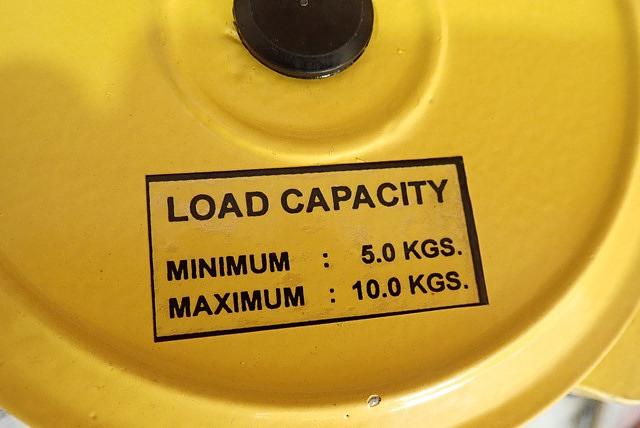 LOAD CAPACITY
MINIMUM : 5.0 KGS.
MAXIMUM : 10.0 KGS.